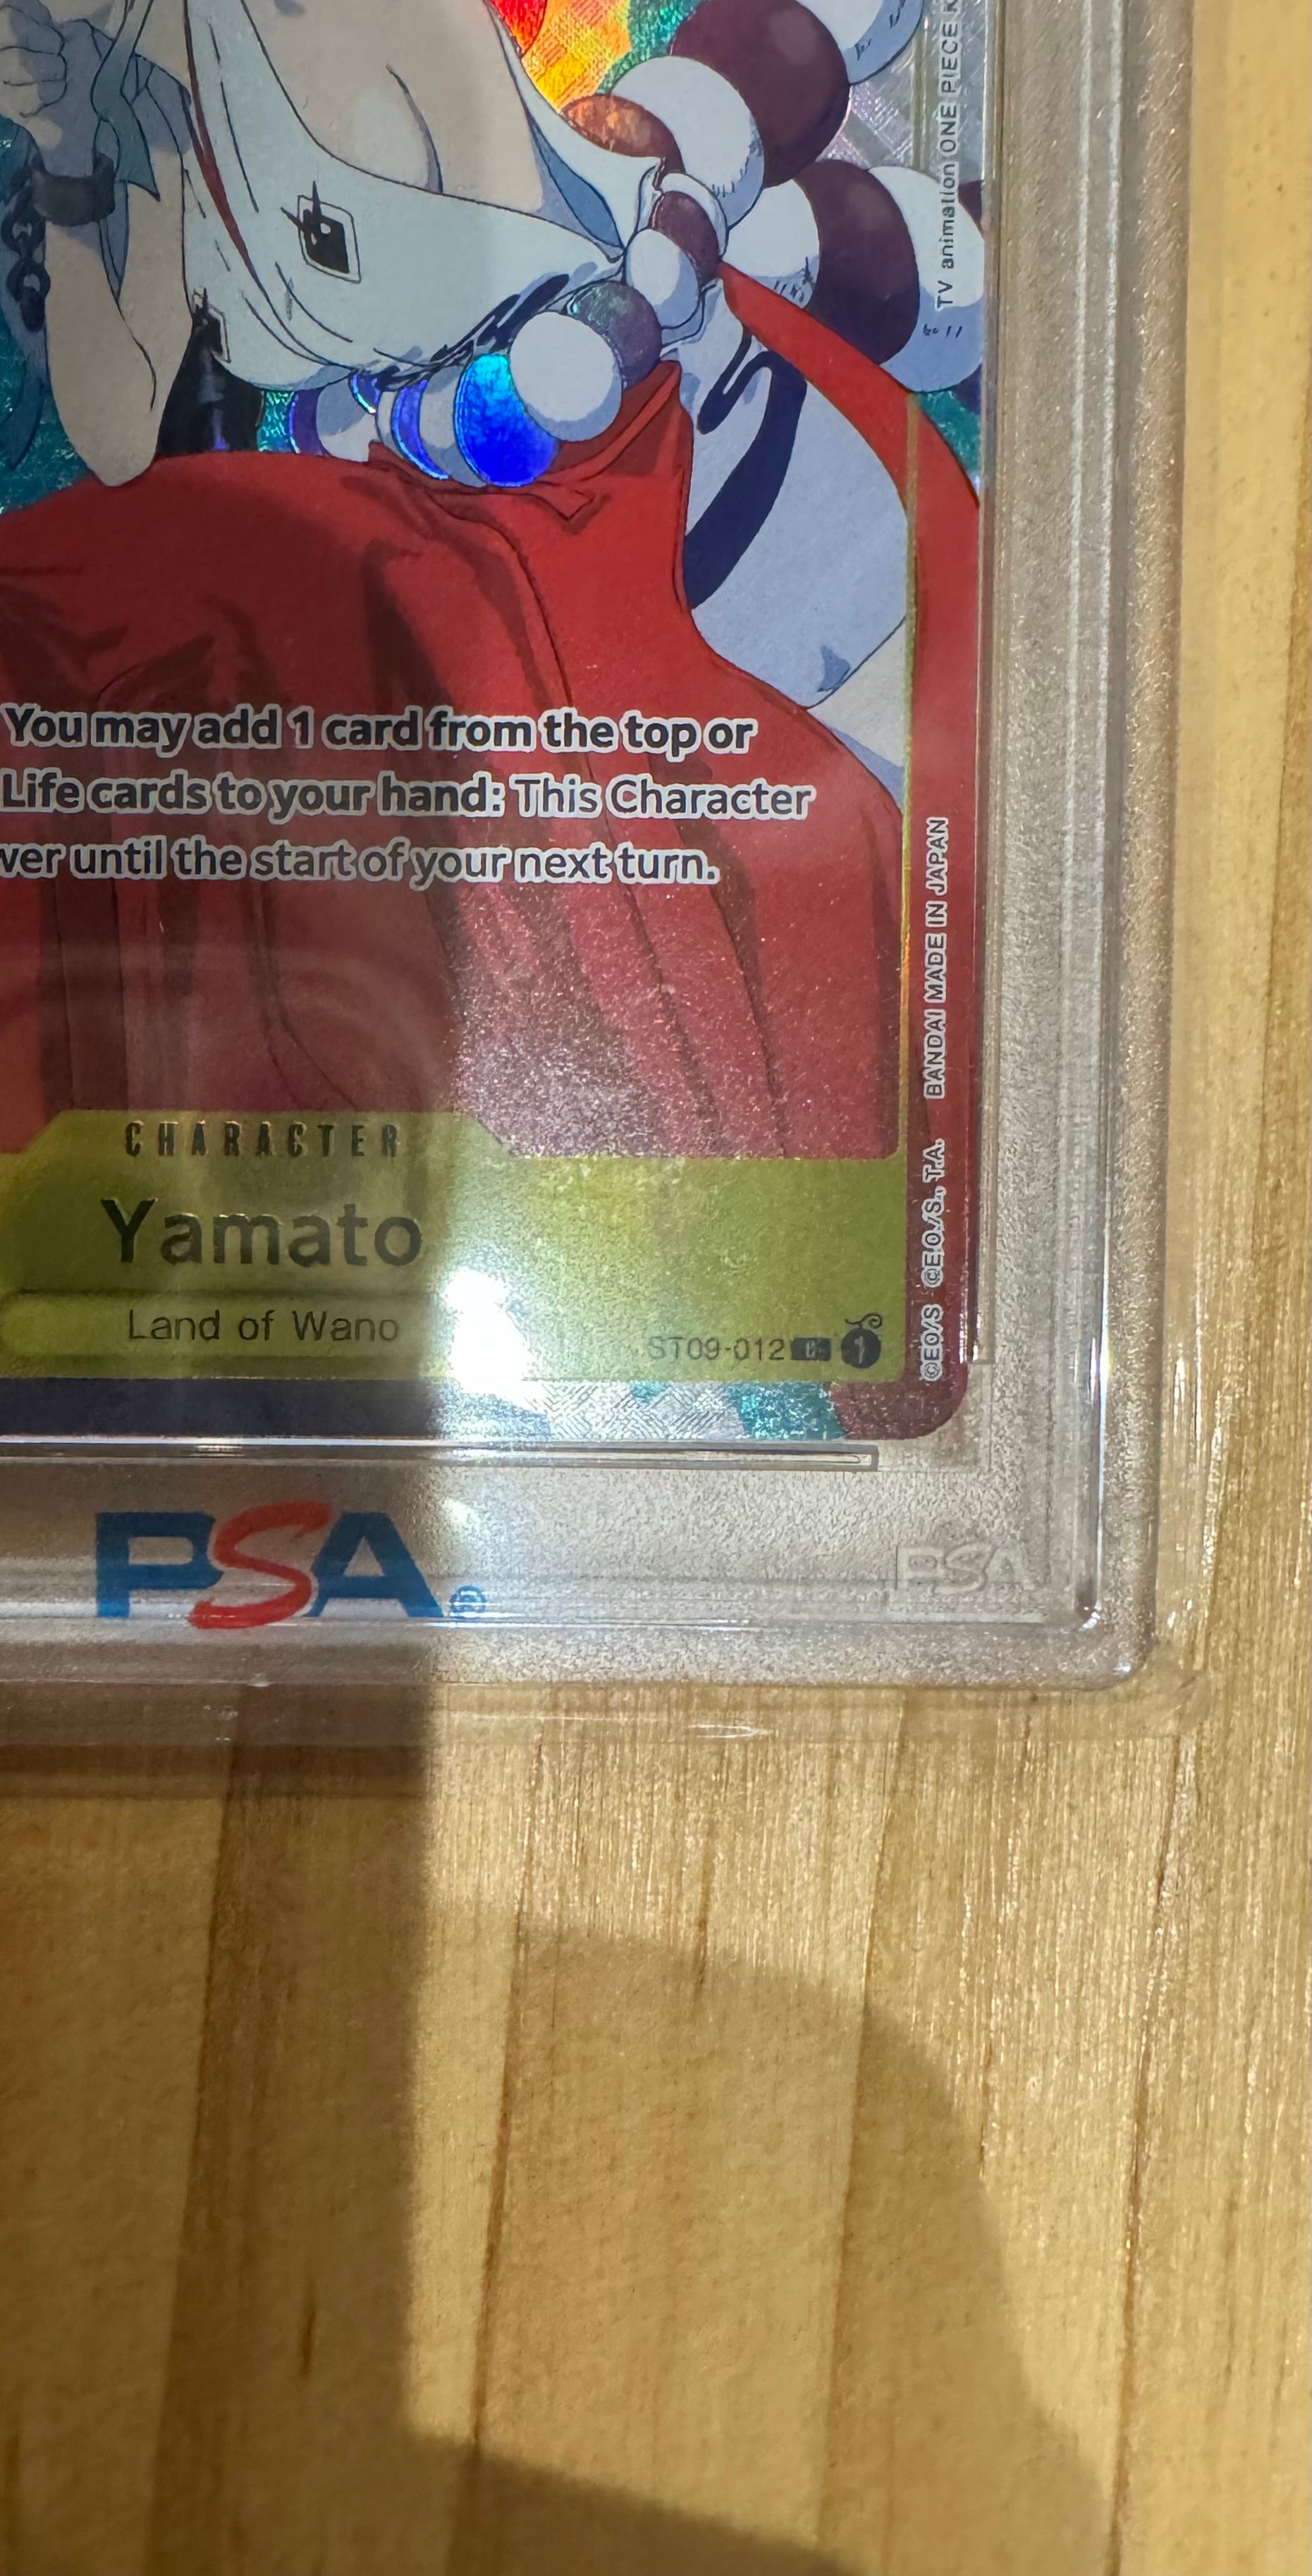 TV animation ONE PIECE
You may add 1 card from the top or
Life cards to your hand: This Character
until the start of your next turn.
BANDAI MADE IN JAPAN
©EO/S ©E.O./S., T.A.
CHARACTER
Yamato
Land of Wano
ST09-012 C 1
PSA®
PSA